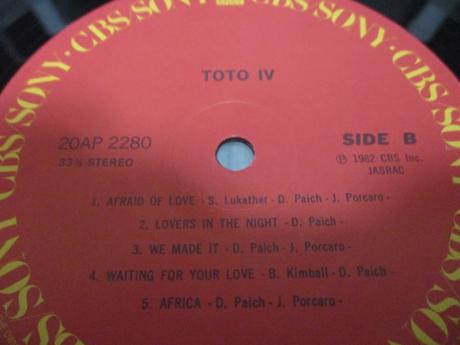 CBS/SONY · CBS/SONY · CBS/SONY
TOTO IV
20AP 2280
33⅓ STEREO
SIDE B
Ⓟ 1982 CBS Inc.
JASRAC
1. AFRAID OF LOVE - S. Lukather - D. Paich - J. Porcaro -
2. LOVERS IN THE NIGHT - D. Paich -
3. WE MADE IT - D. Paich - J. Porcaro -
4. WAITING FOR YOUR LOVE - B. Kimball - D. Paich -
5. AFRICA - D. Paich - J. Porcaro -